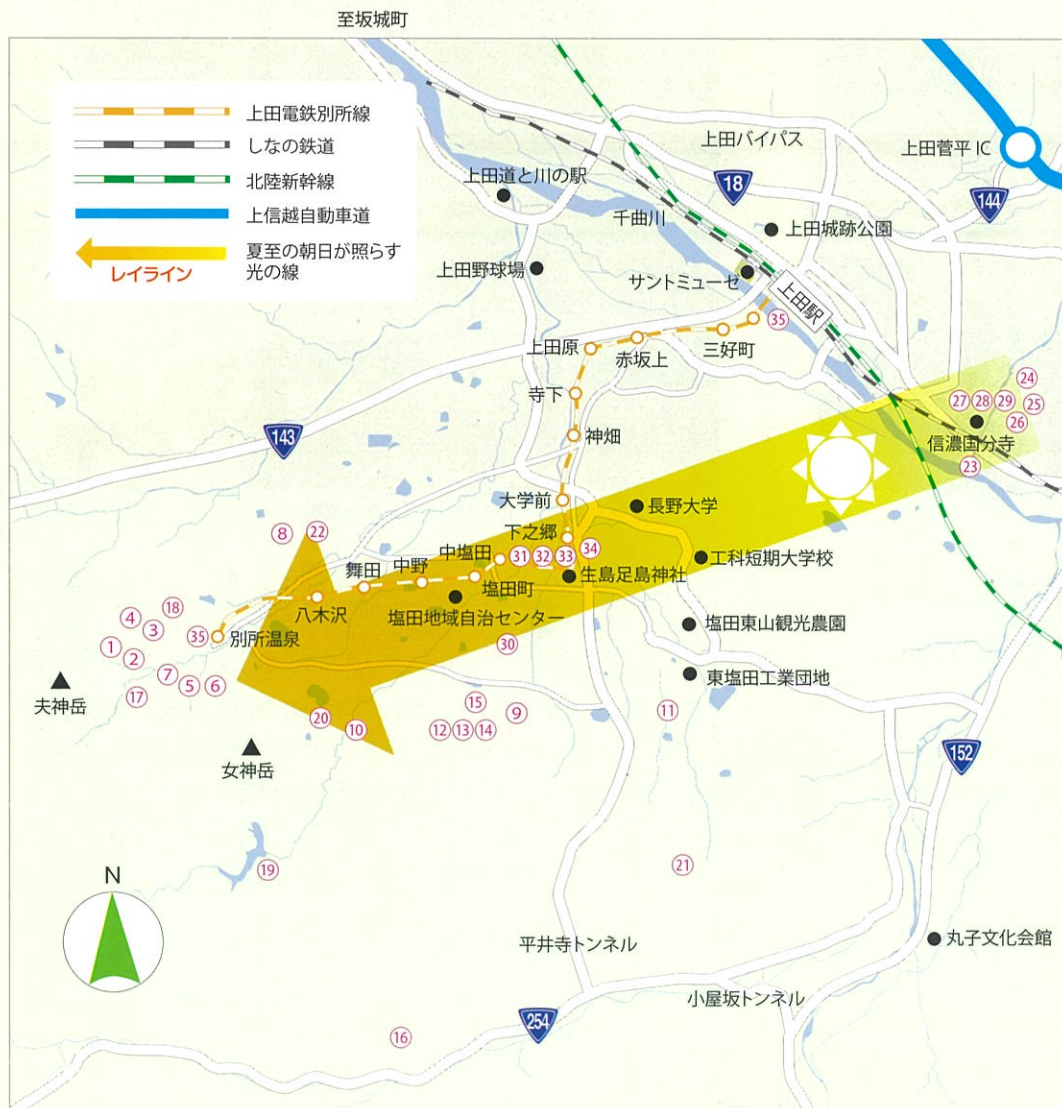 至坂城町
上田電鉄別所線
しなの鉄道
北陸新幹線
上信越自動車道
夏至の朝日が照らす
光の線
レイライン
上田バイパス
上田菅平 IC
18
144
上田道と川の駅
千曲川
上田城跡公園
上田野球場
サントミューゼ
上田駅
35
上田原
赤坂上
三好町
寺下
24
27 28 29
25
26
信濃国分寺
23
143
神畑
大学前
長野大学
8
22
下之郷
中塩田
31 32 33 34
工科短期大学校
舞田
中野
塩田町
生島足島神社
八木沢
塩田地域自治センター
塩田東山観光農園
4
18
3
35
別所温泉
1
2
30
7
5
6
17
東塩田工業団地
夫神岳
20
10
15
9
11
12 13 14
女神岳
152
19
21
N
平井寺トンネル
丸子文化会館
小屋坂トンネル
16
254